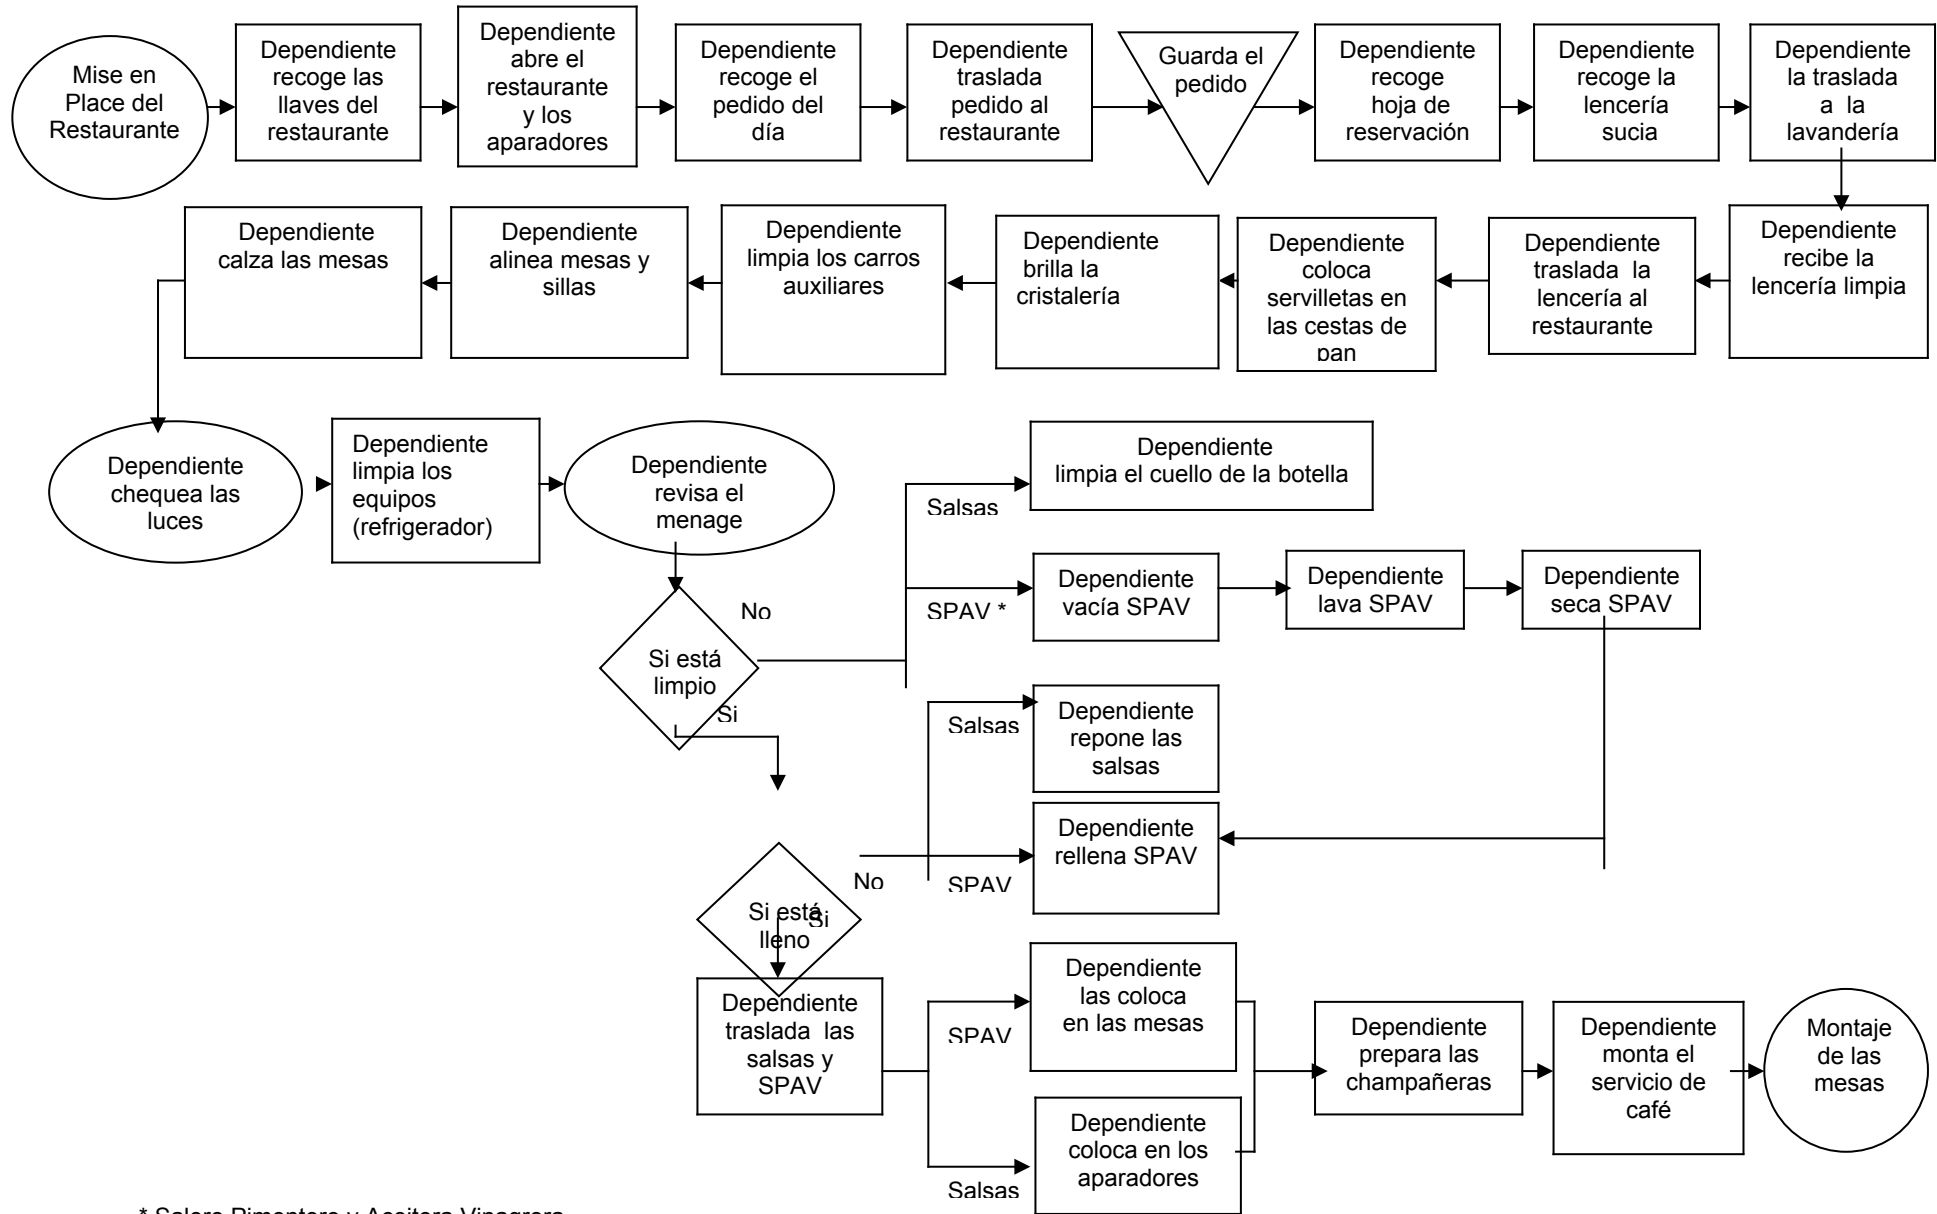 Mise en
Place del
Restaurante
Dependiente
recoge las
llaves del
restaurante
Dependiente
abre el
restaurante
y los
aparadores
Dependiente
recoge el
pedido del
día
Dependiente
traslada
pedido al
restaurante
Guarda el
pedido
Dependiente
recoge
hoja de
reservación
Dependiente
recoge la
lencería
sucia
Dependiente
la traslada
a la
lavandería
Dependiente
recibe la
lencería limpia
Dependiente
traslada la
lencería al
restaurante
Dependiente
coloca
servilletas en
las cestas de
pan
Dependiente
brilla la
cristalería
Dependiente
limpia los carros
auxiliares
Dependiente
alinea mesas y
sillas
Dependiente
calza las mesas
Dependiente
chequea las
luces
Dependiente
limpia los
equipos
(refrigerador)
Dependiente
revisa el
menage
Si está
limpio
No
Salsas
Dependiente
limpia el cuello de la botella
SPAV *
Dependiente
vacía SPAV
Dependiente
lava SPAV
Dependiente
seca SPAV
Si
Si está
lleno
No
Salsas
Dependiente
repone las
salsas
SPAV
Dependiente
rellena SPAV
Si
Dependiente
traslada las
salsas y
SPAV
SPAV
Dependiente
las coloca
en las mesas
Salsas
Dependiente
coloca en los
aparadores
Dependiente
prepara las
champañeras
Dependiente
monta el
servicio de
café
Montaje
de las
mesas
* Salero Pimentero y Aceitera Vinagrera